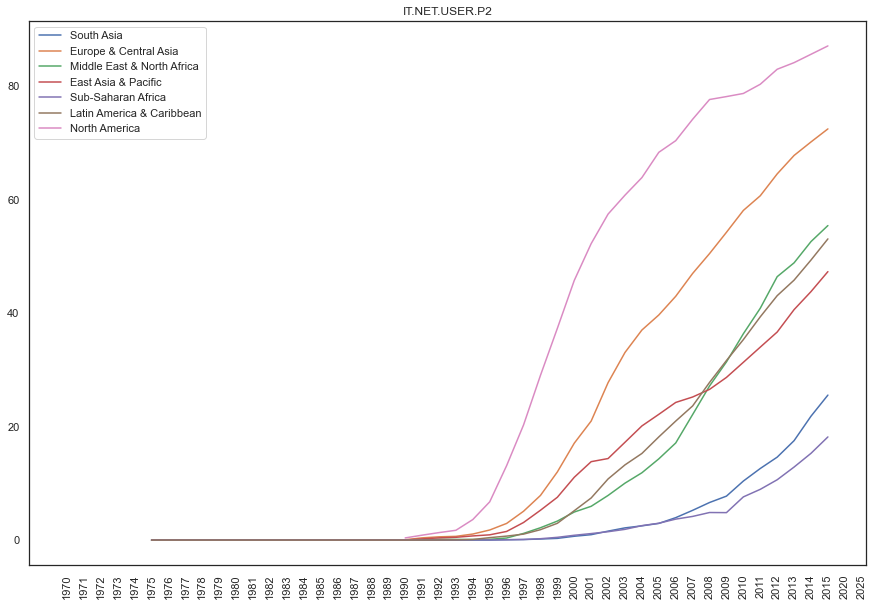 IT.NET.USER.P2
South Asia
Europe & Central Asia
Middle East & North Africa
East Asia & Pacific
Sub-Saharan Africa
Latin America & Caribbean
North America
80
60
40
20
0
1970 1971 1972 1973 1974 1975 1976 1977 1978 1979 1980 1981 1982 1983 1984 1985 1986 1987 1988 1989 1990 1991 1992 1993 1994 1995 1996 1997 1998 1999 2000 2001 2002 2003 2004 2005 2006 2007 2008 2009 2010 2011 2012 2013 2014 2015 2020 2025